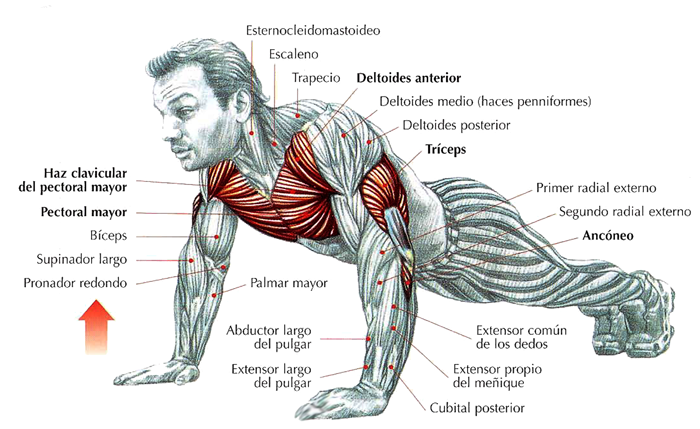 Esternocleidomastoideo
Escaleno
Trapecio
Deltoides anterior
Deltoides medio (haces penniformes)
Deltoides posterior
Tríceps
Haz clavicular
del pectoral mayor
Pectoral mayor
Bíceps
Supinador largo
Pronador redondo
Palmar mayor
Primer radial externo
Segundo radial externo
Ancóneo
Abductor largo
del pulgar
Extensor largo
del pulgar
Extensor común
de los dedos
Extensor propio
del meñique
Cubital posterior